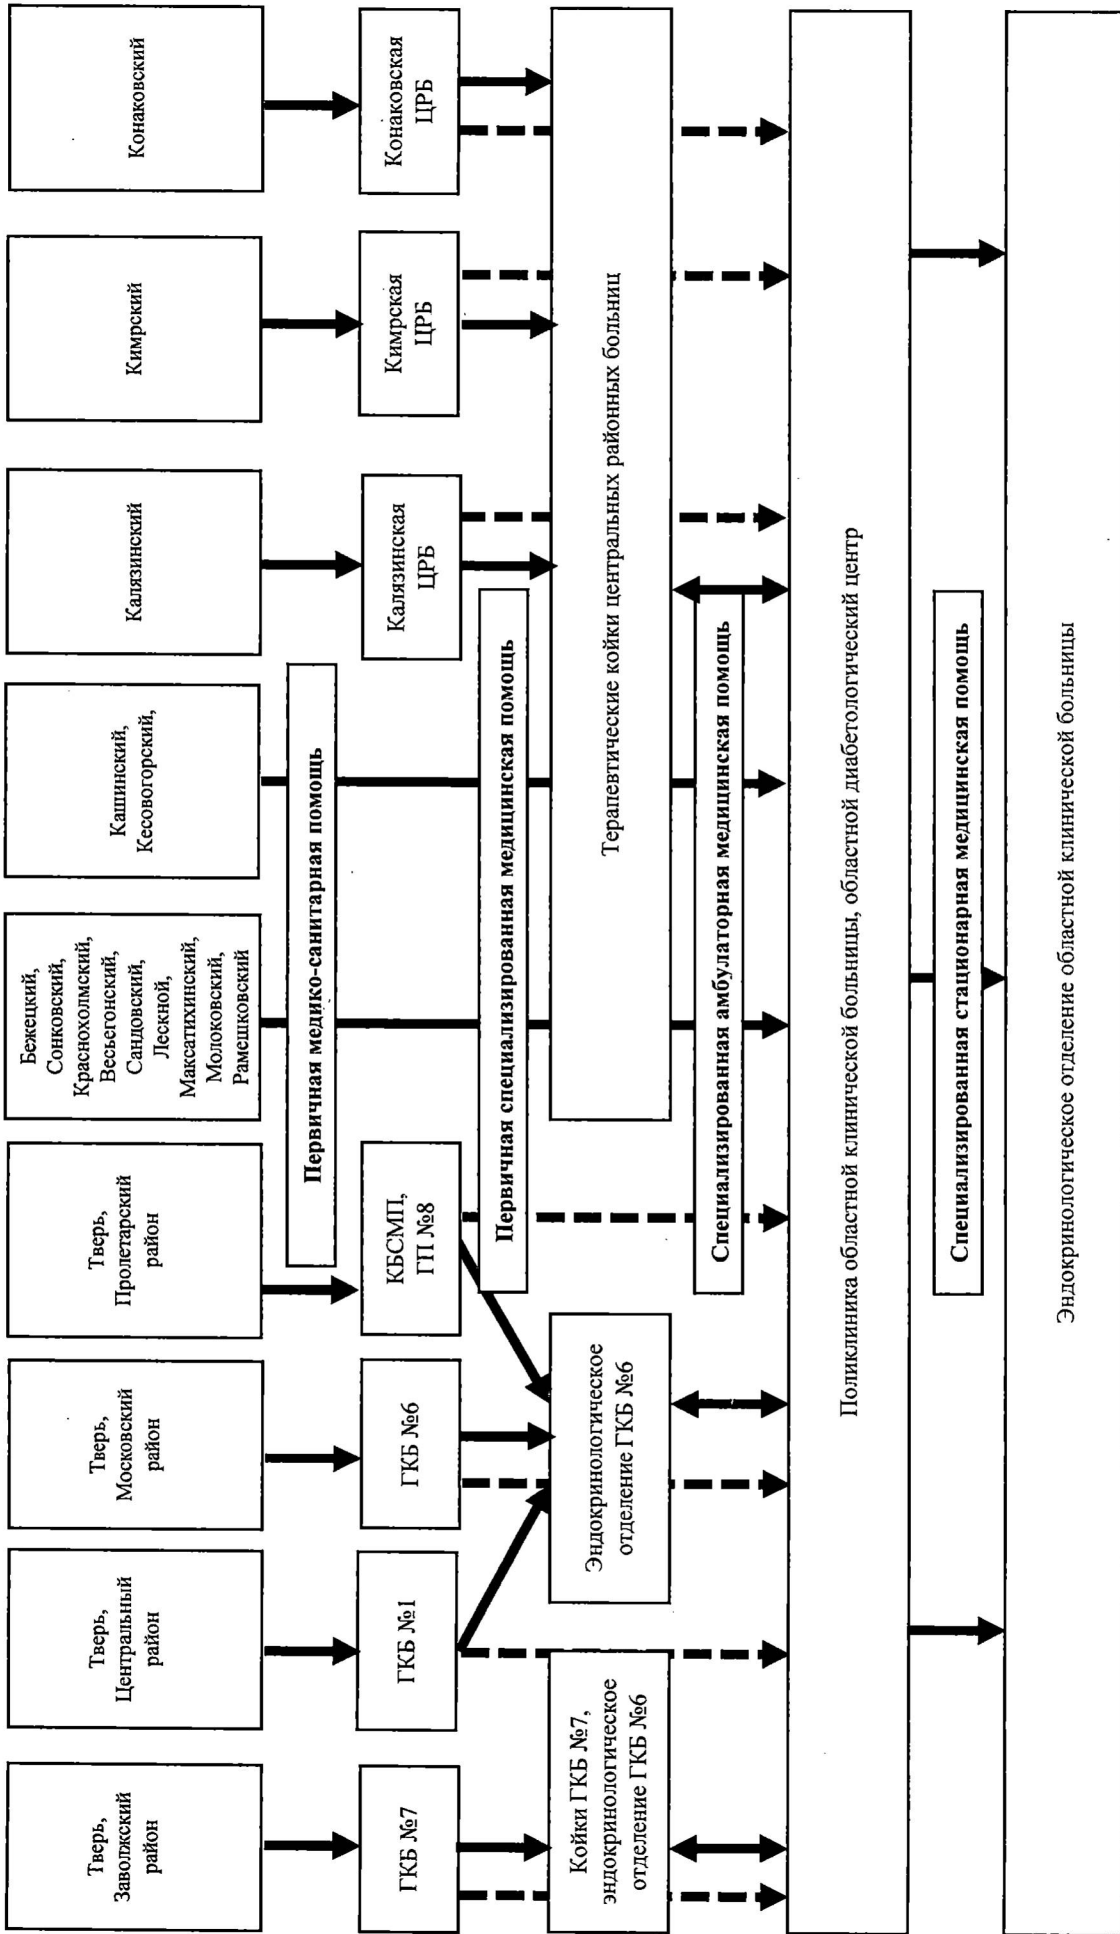 Тверь,
Заволжский
район
Тверь,
Центральный
район
Тверь,
Московский
район
Тверь,
Пролетарский
район
Бежецкий,
Сонковский,
Краснохолмский,
Весьегонский,
Сандовский,
Лескной,
Максатихинский,
Молоковский,
Рамешковский
Кашинский,
Кесовогорский,
Калязинский
Кимрский
Конаковский
Первичная медико-санитарная помощь
ГКБ №7
ГКБ №1
ГКБ №6
КБСМП,
ГП №8
Калязинская
ЦРБ
Кимрская
ЦРБ
Конаковская
ЦРБ
Первичная специализированная медицинская помощь
Койки ГКБ №7,
эндокринологическое
отделение ГКБ №6
Эндокринологическое
отделение ГКБ №6
Терапевтические койки центральных районных больниц
Специализированная амбулаторная медицинская помощь
Поликлиника областной клинической больницы, областной диабетологический центр
Специализированная стационарная медицинская помощь
Эндокринологическое отделение областной клинической больницы